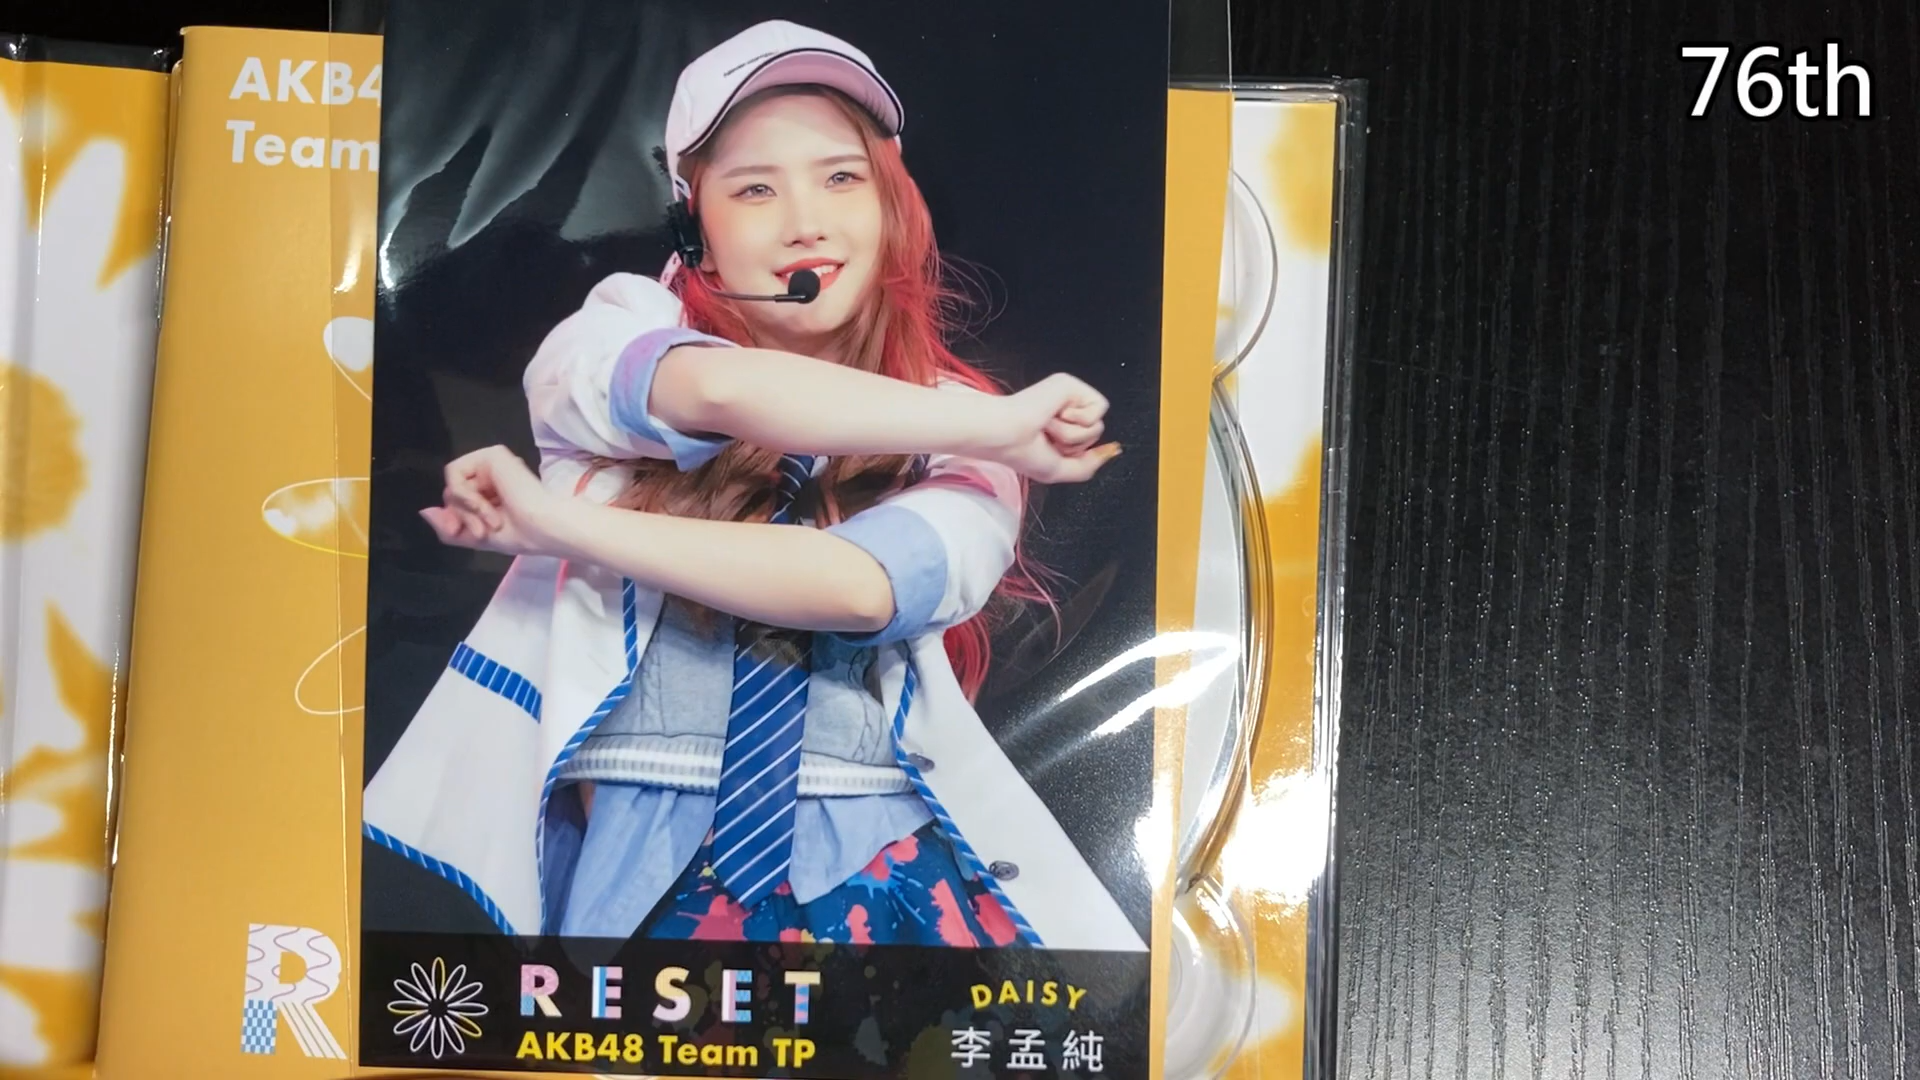 76th
AKB4
Team
R
RESET
AKB48 Team TP
DAISY
李孟純